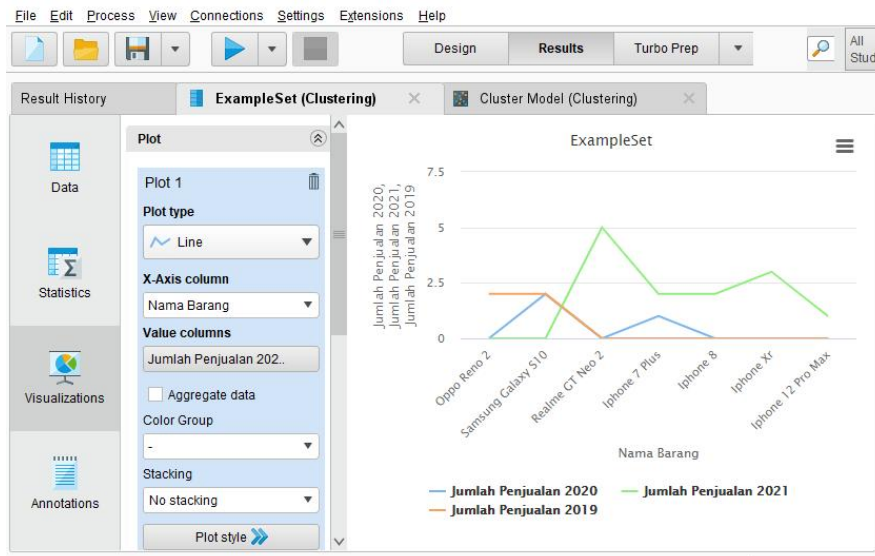 File Edit Process View Connections Settings Extensions Help
Design Results Turbo Prep All
Stud
Result History ExampleSet (Clustering) Cluster Model (Clustering)
Data
Statistics
Visualizations
Annotations
Plot
Plot 1
Plot type
Line
X-Axis column
Nama Barang
Value columns
Jumlah Penjualan 202..
Aggregate data
Color Group
-
Stacking
No stacking
Plot style
ExampleSet
Jumlah Penjualan 2020,
Jumlah Penjualan 2021,
Jumlah Penjualan 2019
7.5
5
2.5
0
Oppo Reno 2
Samsung Galaxy S10
Realme GT Neo 2
Iphone 7 Plus
Iphone 8
Iphone Xr
Iphone 12 Pro Max
Nama Barang
Jumlah Penjualan 2020 Jumlah Penjualan 2021
Jumlah Penjualan 2019